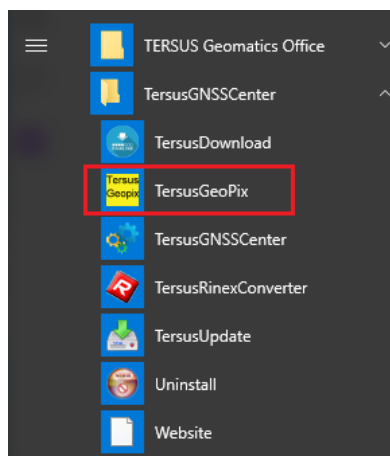 TERSUS Geomatics Office
TersusGNSSCenter
TersusDownload
Tersus
Geopix
TersusGeoPix
TersusGNSSCenter
TersusRinexConverter
TersusUpdate
Uninstall
Website